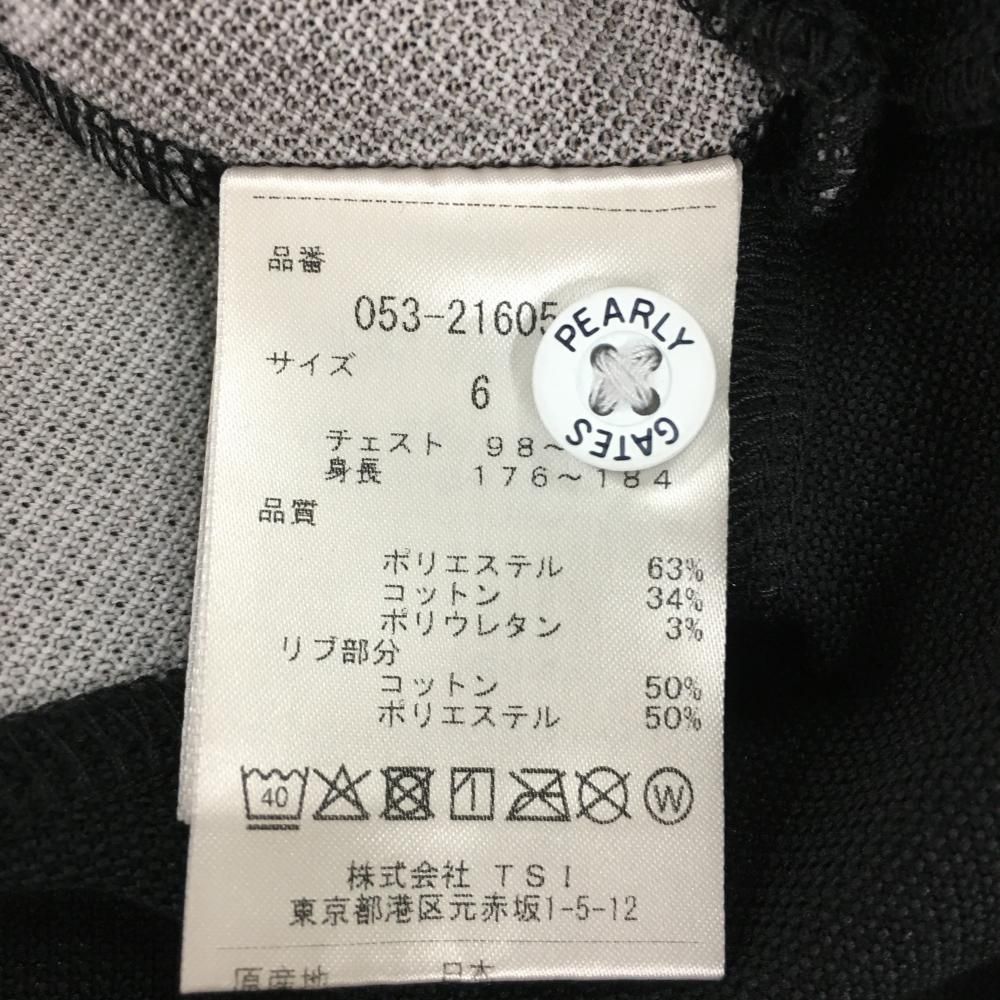 品番
053-21605
PEARLY
GATES
サイズ
6
チェスト 98~
身長 176~184
品質
ポリエステル 63%
コットン 34%
ポリウレタン 3%
リブ部分
コットン 50%
ポリエステル 50%
40
W
株式会社 TSI
東京都港区元赤坂1-5-12
原産地 日本